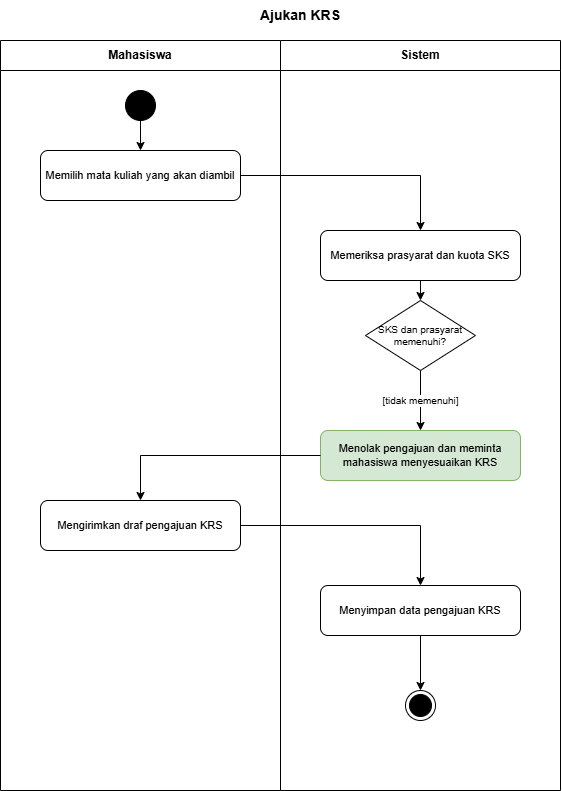 Ajukan KRS
Mahasiswa
Sistem
Memilih mata kuliah yang akan diambil
Memeriksa prasyarat dan kuota SKS
SKS dan prasyarat
memenuhi?
[tidak memenuhi]
Menolak pengajuan dan meminta
mahasiswa menyesuaikan KRS
Mengirimkan draf pengajuan KRS
Menyimpan data pengajuan KRS